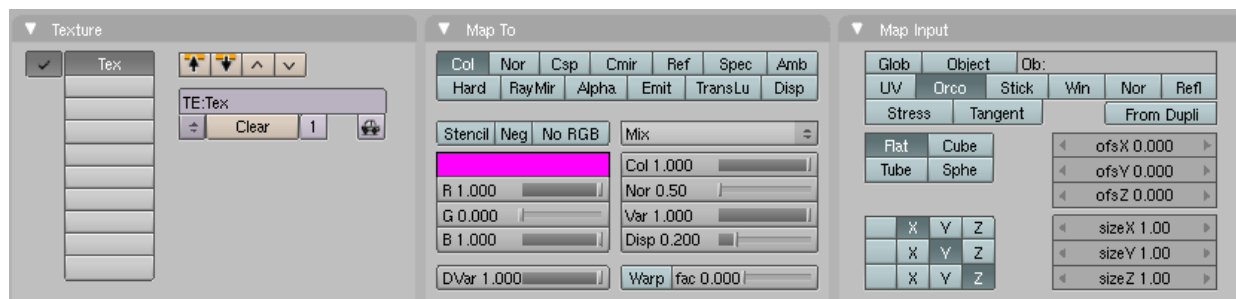 Texture
Tex
TE:Tex
Clear 1
Map To
Col Nor Csp Cmir Ref Spec Amb
Hard RayMir Alpha Emit TransLu Disp
Stencil Neg No RGB Mix
Col 1.000
R 1.000 Nor 0.50
G 0.000 Var 1.000
B 1.000 Disp 0.200
DVar 1.000 Warp fac 0.000
Map Input
Glob Object Ob:
UV Orco Stick Win Nor Refl
Stress Tangent From Dupli
Flat Cube ofsX 0.000
Tube Sphe ofsY 0.000
ofsZ 0.000
X Y Z sizeX 1.00
X Y Z sizeY 1.00
X Y Z sizeZ 1.00